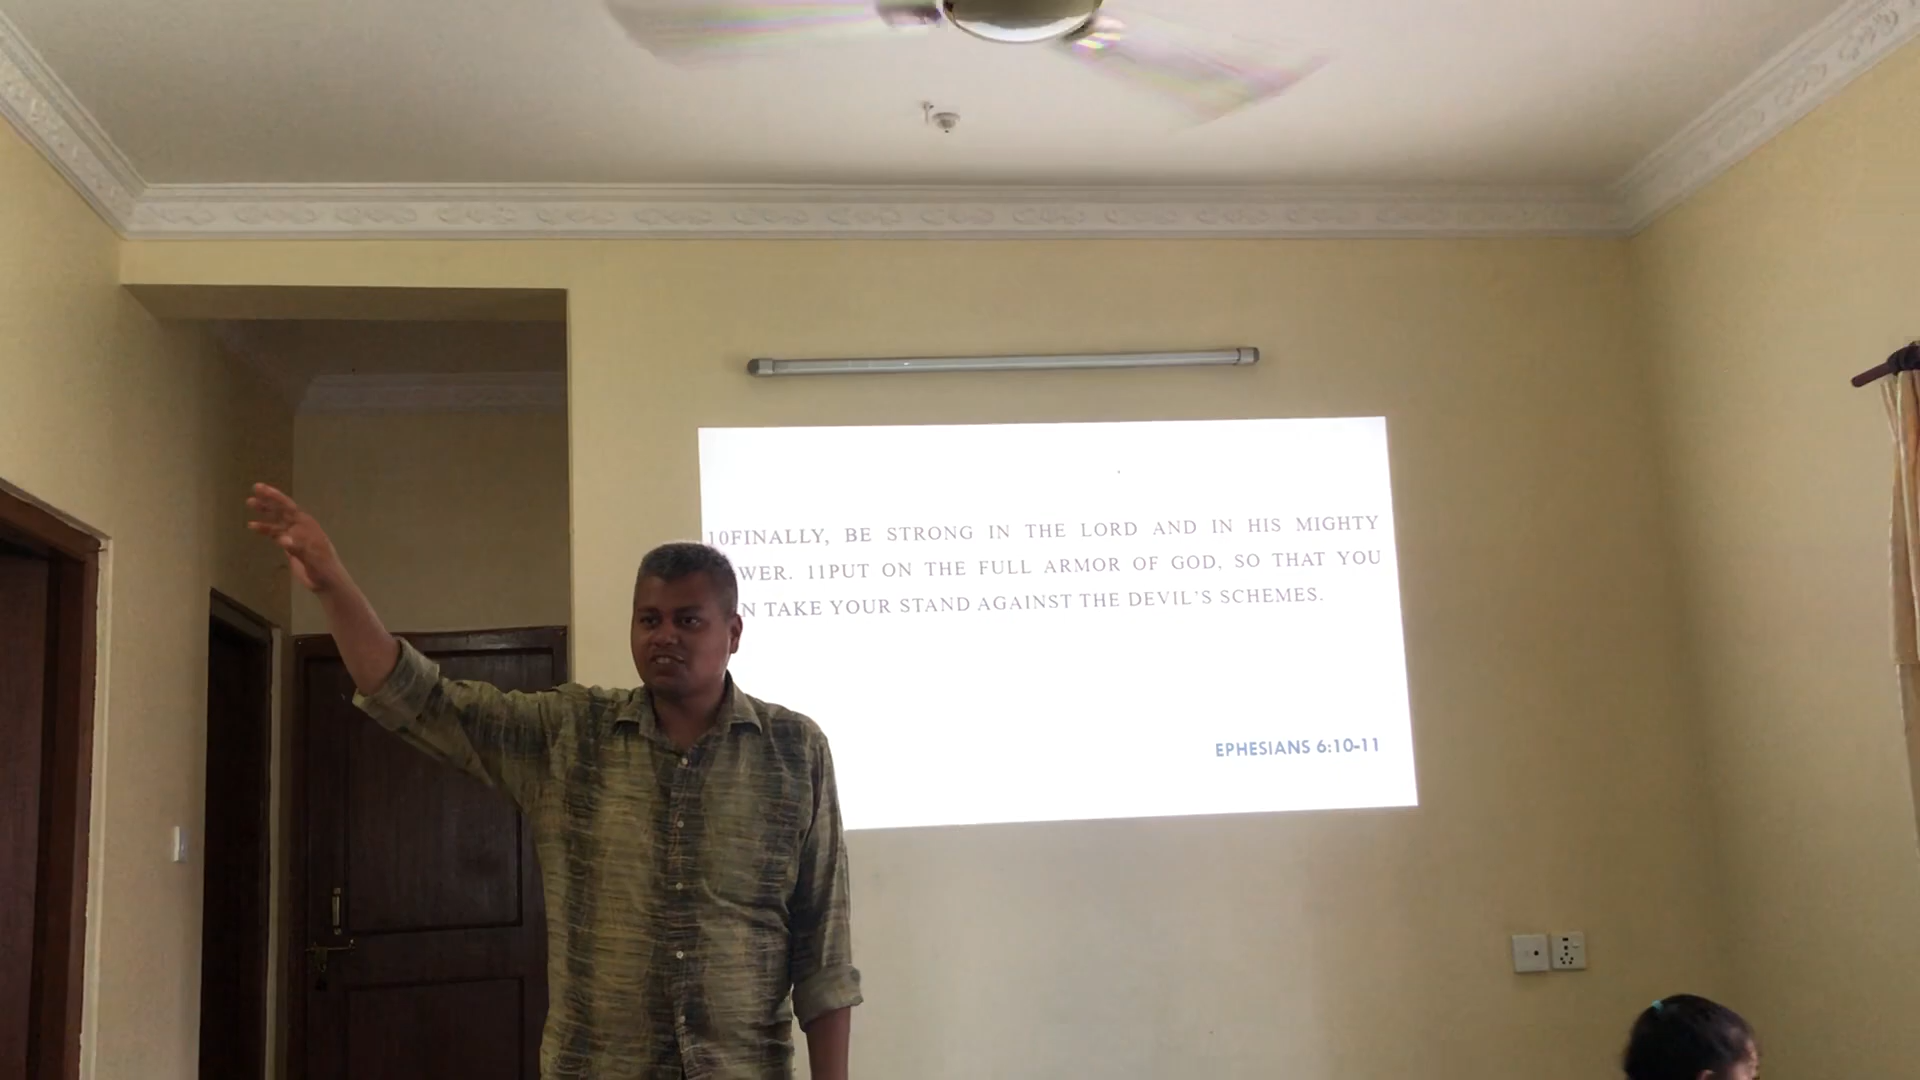 10FINALLY, BE STRONG IN THE LORD AND IN HIS MIGHTY
WER. 11PUT ON THE FULL ARMOR OF GOD, SO THAT YOU
N TAKE YOUR STAND AGAINST THE DEVIL'S SCHEMES.
EPHESIANS 6:10-11